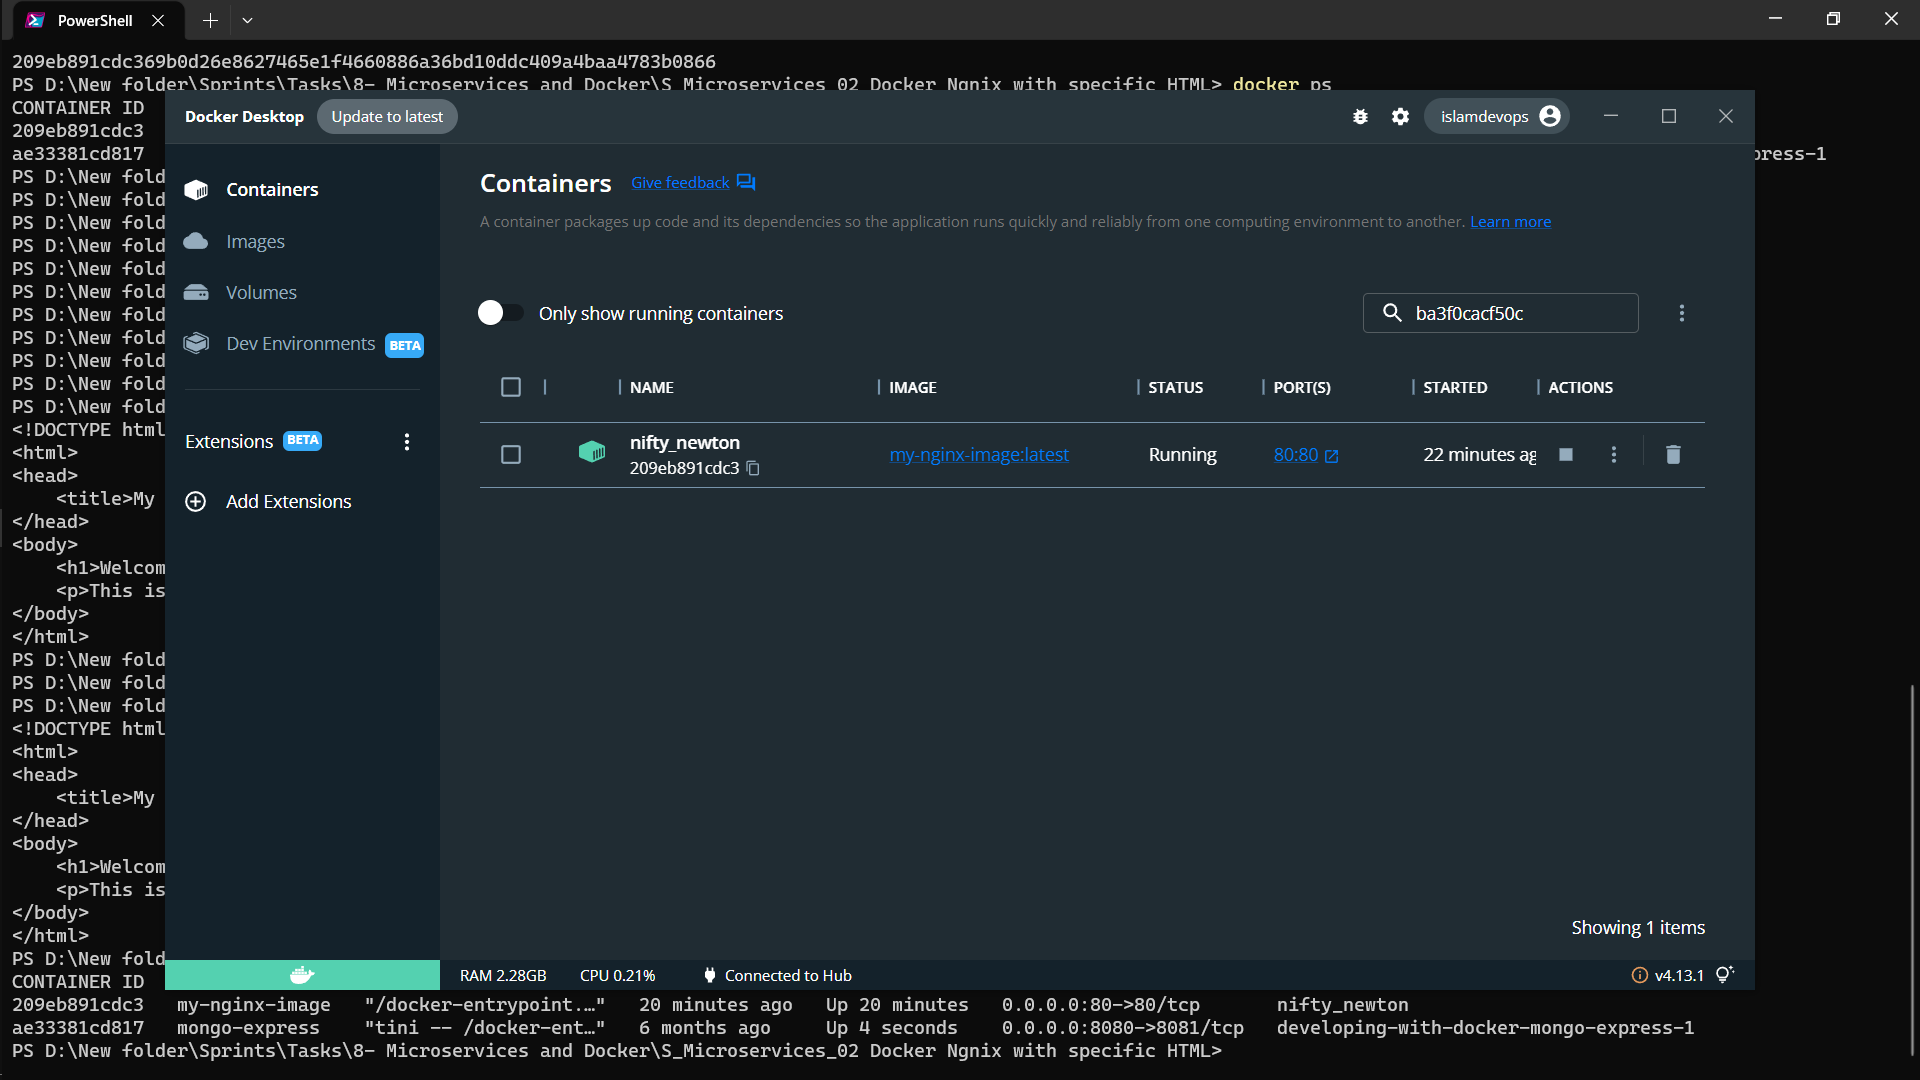 PowerShell
209eb891cdc369b0d26e8627465e1f4660886a36bd10ddc409a4baa4783b0866
PS D:\New folder\Sprints\Tasks\8- Microservices and Docker\S_Microservices_02 Docker Ngnix with specific HTML> docker ps
CONTAINER ID
209eb891cdc3
ae33381cd817
press-1
PS D:\New fold
PS D:\New fold
PS D:\New fold
PS D:\New fold
PS D:\New fold
PS D:\New fold
PS D:\New fold
PS D:\New fold
PS D:\New fold
PS D:\New fold
PS D:\New fold
<!DOCTYPE html
<html>
<head>
<title>My
</head>
<body>
<h1>Welcom
<p>This is
</body>
</html>
PS D:\New fold
PS D:\New fold
PS D:\New fold
<!DOCTYPE html
<html>
<head>
<title>My
</head>
<body>
<h1>Welcom
<p>This is
</body>
</html>
PS D:\New fold
CONTAINER ID
Docker Desktop
Update to latest
islamdevops
Containers
Images
Volumes
Dev Environments BETA
Extensions BETA
Add Extensions
Containers Give feedback
A container packages up code and its dependencies so the application runs quickly and reliably from one computing environment to another. Learn more
Only show running containers
ba3f0cacf50c
NAME IMAGE STATUS PORT(S) STARTED ACTIONS
nifty_newton
209eb891cdc3
my-nginx-image:latest Running 80:80 22 minutes ag
Showing 1 items
RAM 2.28GB CPU 0.21% Connected to Hub v4.13.1
209eb891cdc3 my-nginx-image "/docker-entrypoint.…" 20 minutes ago Up 20 minutes 0.0.0.0:80->80/tcp nifty_newton
ae33381cd817 mongo-express "tini -- /docker-ent…" 6 months ago Up 4 seconds 0.0.0.0:8080->8081/tcp developing-with-docker-mongo-express-1
PS D:\New folder\Sprints\Tasks\8- Microservices and Docker\S_Microservices_02 Docker Ngnix with specific HTML>